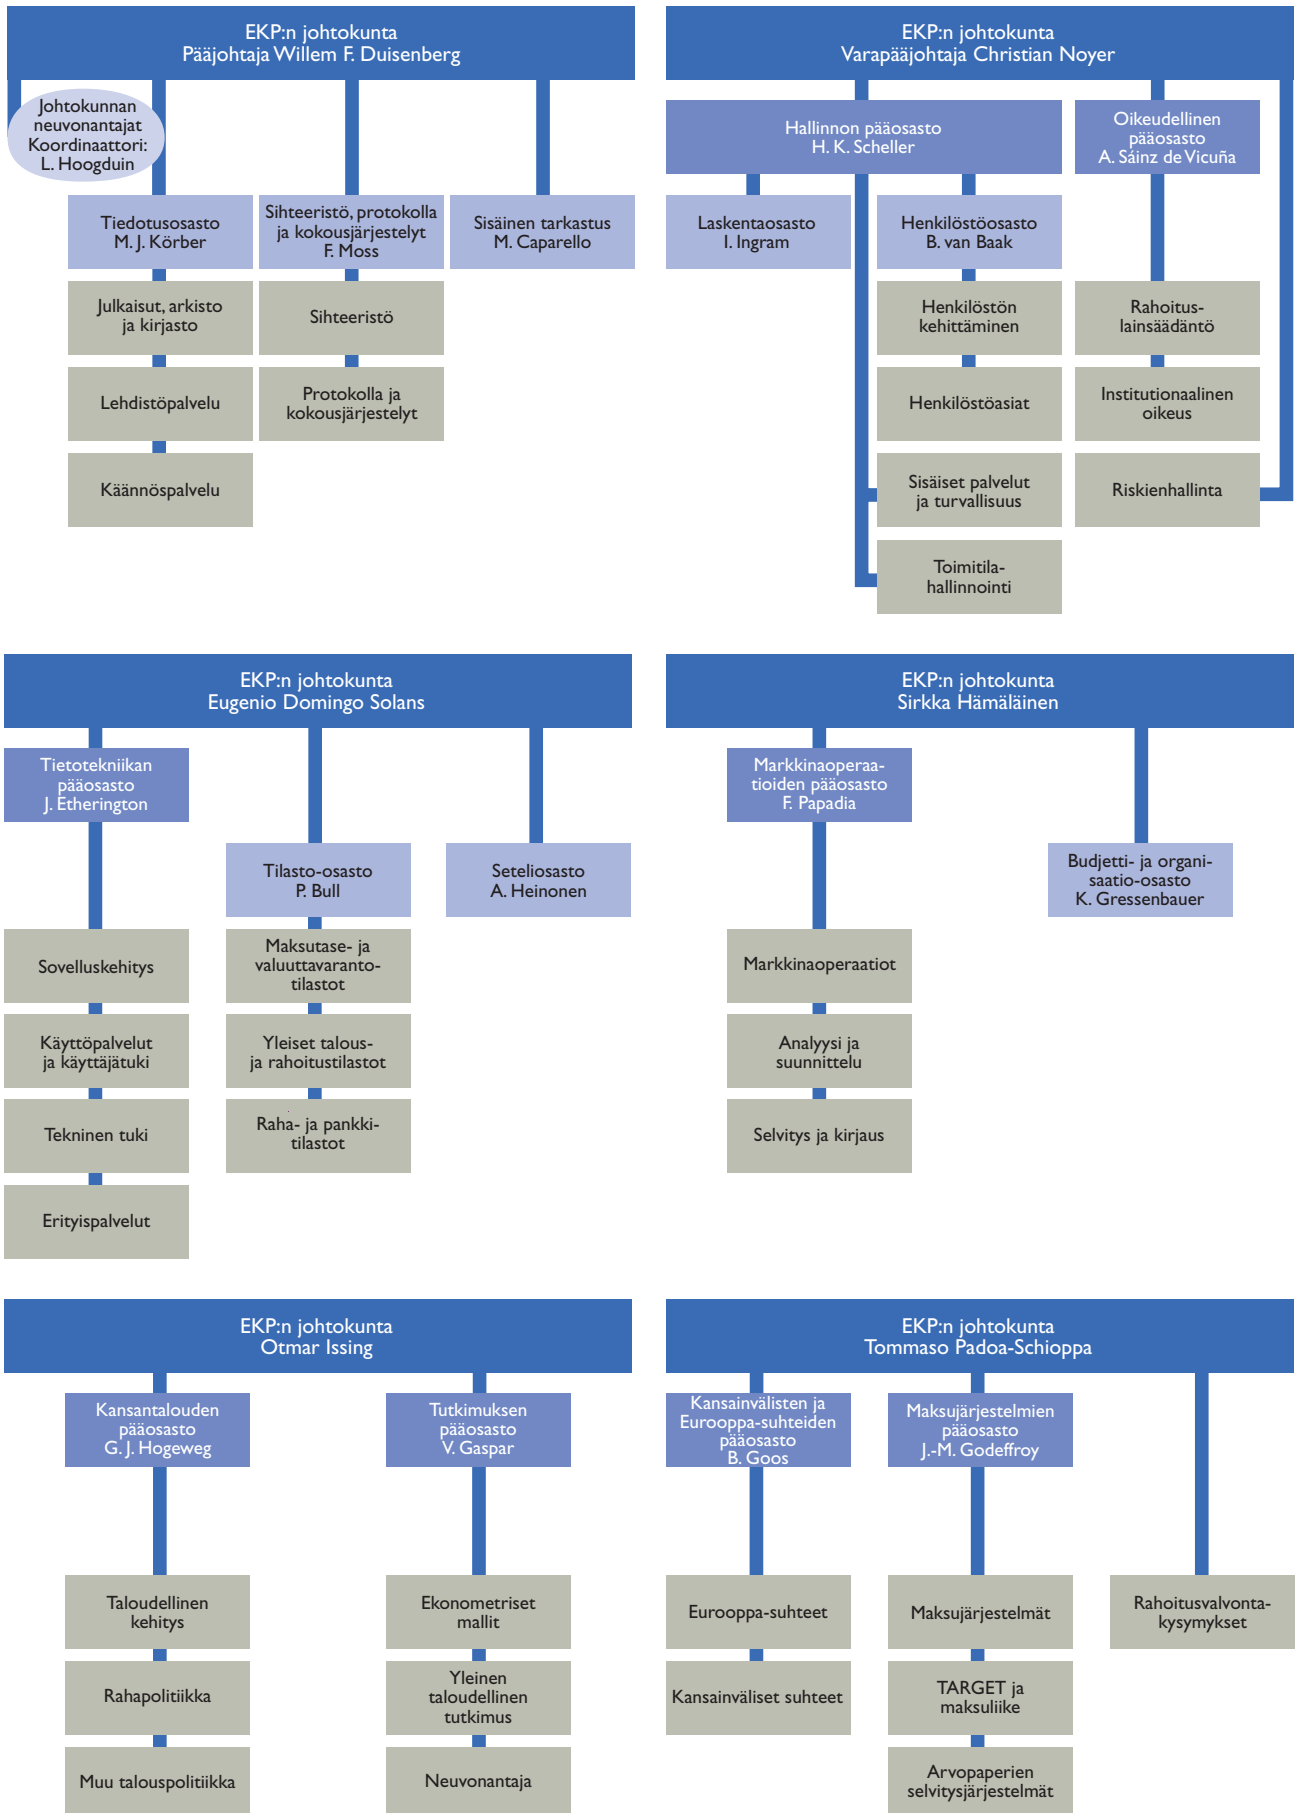 EKP:n johtokunta
Pääjohtaja Willem F. Duisenberg
Johtokunnan
neuvonantajat
Koordinaattori:
L. Hoogduin
Tiedotusosasto
M. J. Körber
Sihteeristö, protokolla
ja kokousjärjestelyt
F. Moss
Sisäinen tarkastus
M. Caparello
Julkaisut, arkisto
ja kirjasto
Sihteeristö
Lehdistöpalvelu
Protokolla ja
kokousjärjestelyt
Käännöspalvelu
EKP:n johtokunta
Varapääjohtaja Christian Noyer
Hallinnon pääosasto
H. K. Scheller
Oikeudellinen
pääosasto
A. Sáinz de Vicuña
Laskentaosasto
I. Ingram
Henkilöstöosasto
B. van Baak
Henkilöstön
kehittäminen
Rahoitus-
lainsäädäntö
Henkilöstöasiat
Institutionaalinen
oikeus
Sisäiset palvelut
ja turvallisuus
Riskienhallinta
Toimitila-
hallinnointi
EKP:n johtokunta
Eugenio Domingo Solans
Tietotekniikan
pääosasto
J. Etherington
Tilasto-osasto
P. Bull
Seteliosasto
A. Heinonen
Sovelluskehitys
Maksutase- ja
valuuttavaranto-
tilastot
Käyttöpalvelut
ja käyttäjätuki
Yleiset talous-
ja rahoitustilastot
Tekninen tuki
Raha- ja pankki-
tilastot
Erityispalvelut
EKP:n johtokunta
Sirkka Hämäläinen
Markkinaoperaa-
tioiden pääosasto
F. Papadia
Budjetti- ja organi-
saatio-osasto
K. Gressenbauer
Markkinaoperaatiot
Analyysi ja
suunnittelu
Selvitys ja kirjaus
EKP:n johtokunta
Otmar Issing
Kansantalouden
pääosasto
G. J. Hogeweg
Tutkimuksen
pääosasto
V. Gaspar
Taloudellinen
kehitys
Ekonometriset
mallit
Rahapolitiikka
Yleinen
taloudellinen
tutkimus
Muu talouspolitiikka
Neuvonantaja
EKP:n johtokunta
Tommaso Padoa-Schioppa
Kansainvälisten ja
Eurooppa-suhteiden
pääosasto
B. Goos
Maksujärjestelmien
pääosasto
J.-M. Godeffroy
Eurooppa-suhteet
Maksujärjestelmät
Rahoitusvalvonta-
kysymykset
Kansainväliset suhteet
TARGET ja
maksuliike
Arvopaperien
selvitysjärjestelmät